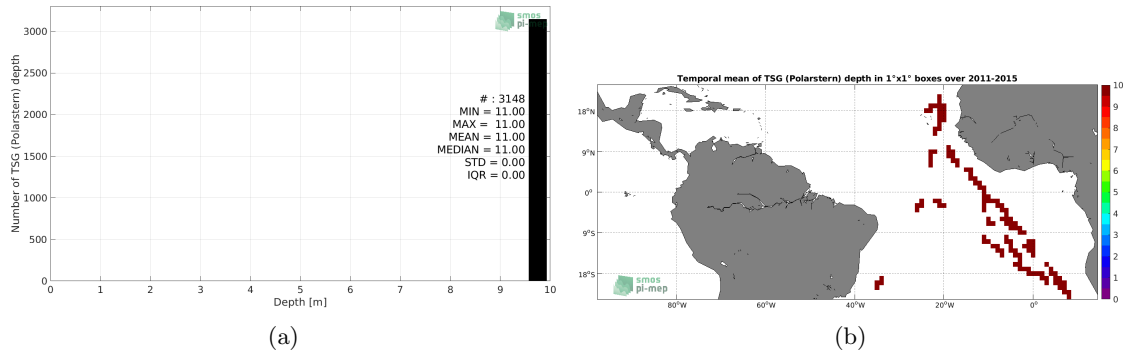 smos
pi-mep
3000
2500
2000
1500
1000
500
0
Number of TSG (Polarstern) depth
# : 3148
MIN = 11.00
MAX = 11.00
MEAN = 11.00
MEDIAN = 11.00
STD = 0.00
IQR = 0.00
0 1 2 3 4 5 6 7 8 9 10
Depth [m]
(a)
Temporal mean of TSG (Polarstern) depth in 1°x1° boxes over 2011-2015
18°N
9°N
0°
9°S
18°S
80°W 60°W 40°W 20°W 0°
10
9
8
7
6
5
4
3
2
1
0
smos
pi-mep
(b)